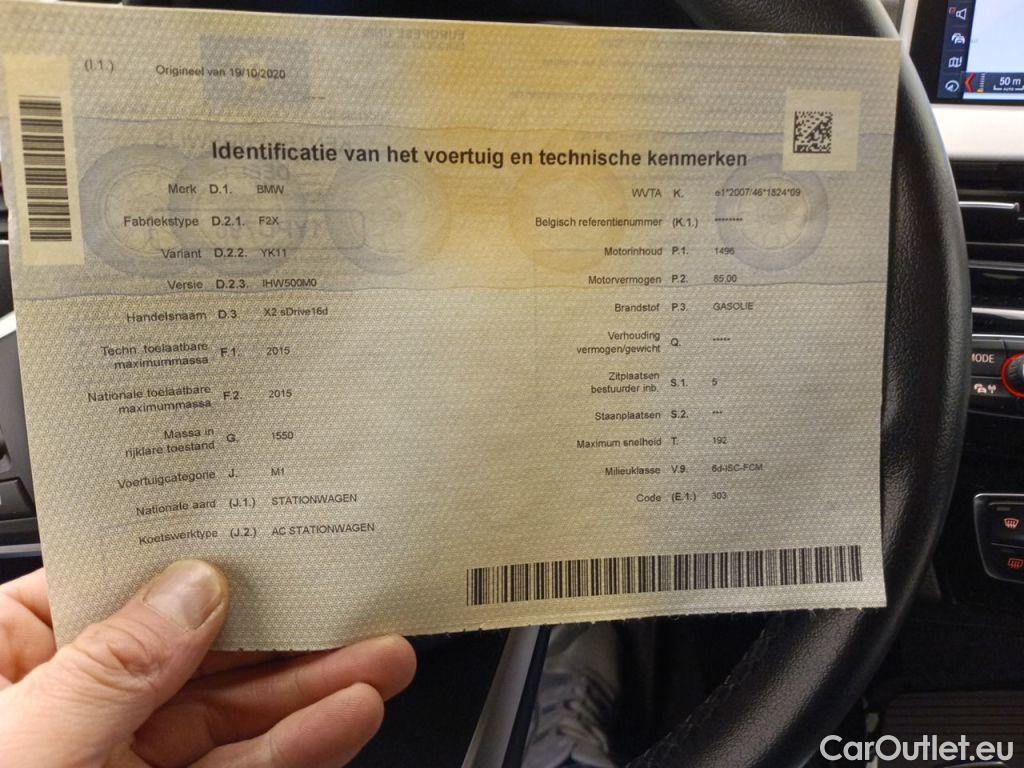 (I.1.)
Origineel van 19/10/2020
Identificatie van het voertuig en technische kenmerken
Merk D.1. BMW
Fabriekstype D.2.1. F2X
Variant D.2.2. YK11
Versie D.2.3. IHW500M0
Handelsnaam D.3. X2 sDrive16d
Techn. toelaatbare
maximummassa F.1. 2015
Nationale toelaatbare
maximummassa F.2. 2015
Massa in
rijklare toestand G. 1550
Voertuigcategorie J. M1
Nationale aard (J.1.) STATIONWAGEN
Koetswerktype (J.2.) AC STATIONWAGEN
WVTA K. e1*2007/46*1824*09
Belgisch referentienummer (K.1.) ********
Motorinhoud P.1. 1496
Motorvermogen P.2. 85.00
Brandstof P.3. GASOLIE
Verhouding
vermogen/gewicht Q. *****
Zitplaatsen
bestuurder inb. S.1. 5
Staanplaatsen S.2. ***
Maximum snelheid T. 192
Milieuklasse V.9. 6d-ISC-FCM
Code (E.1.) 303
50 m
AUTO
MODE
CarOutlet.eu